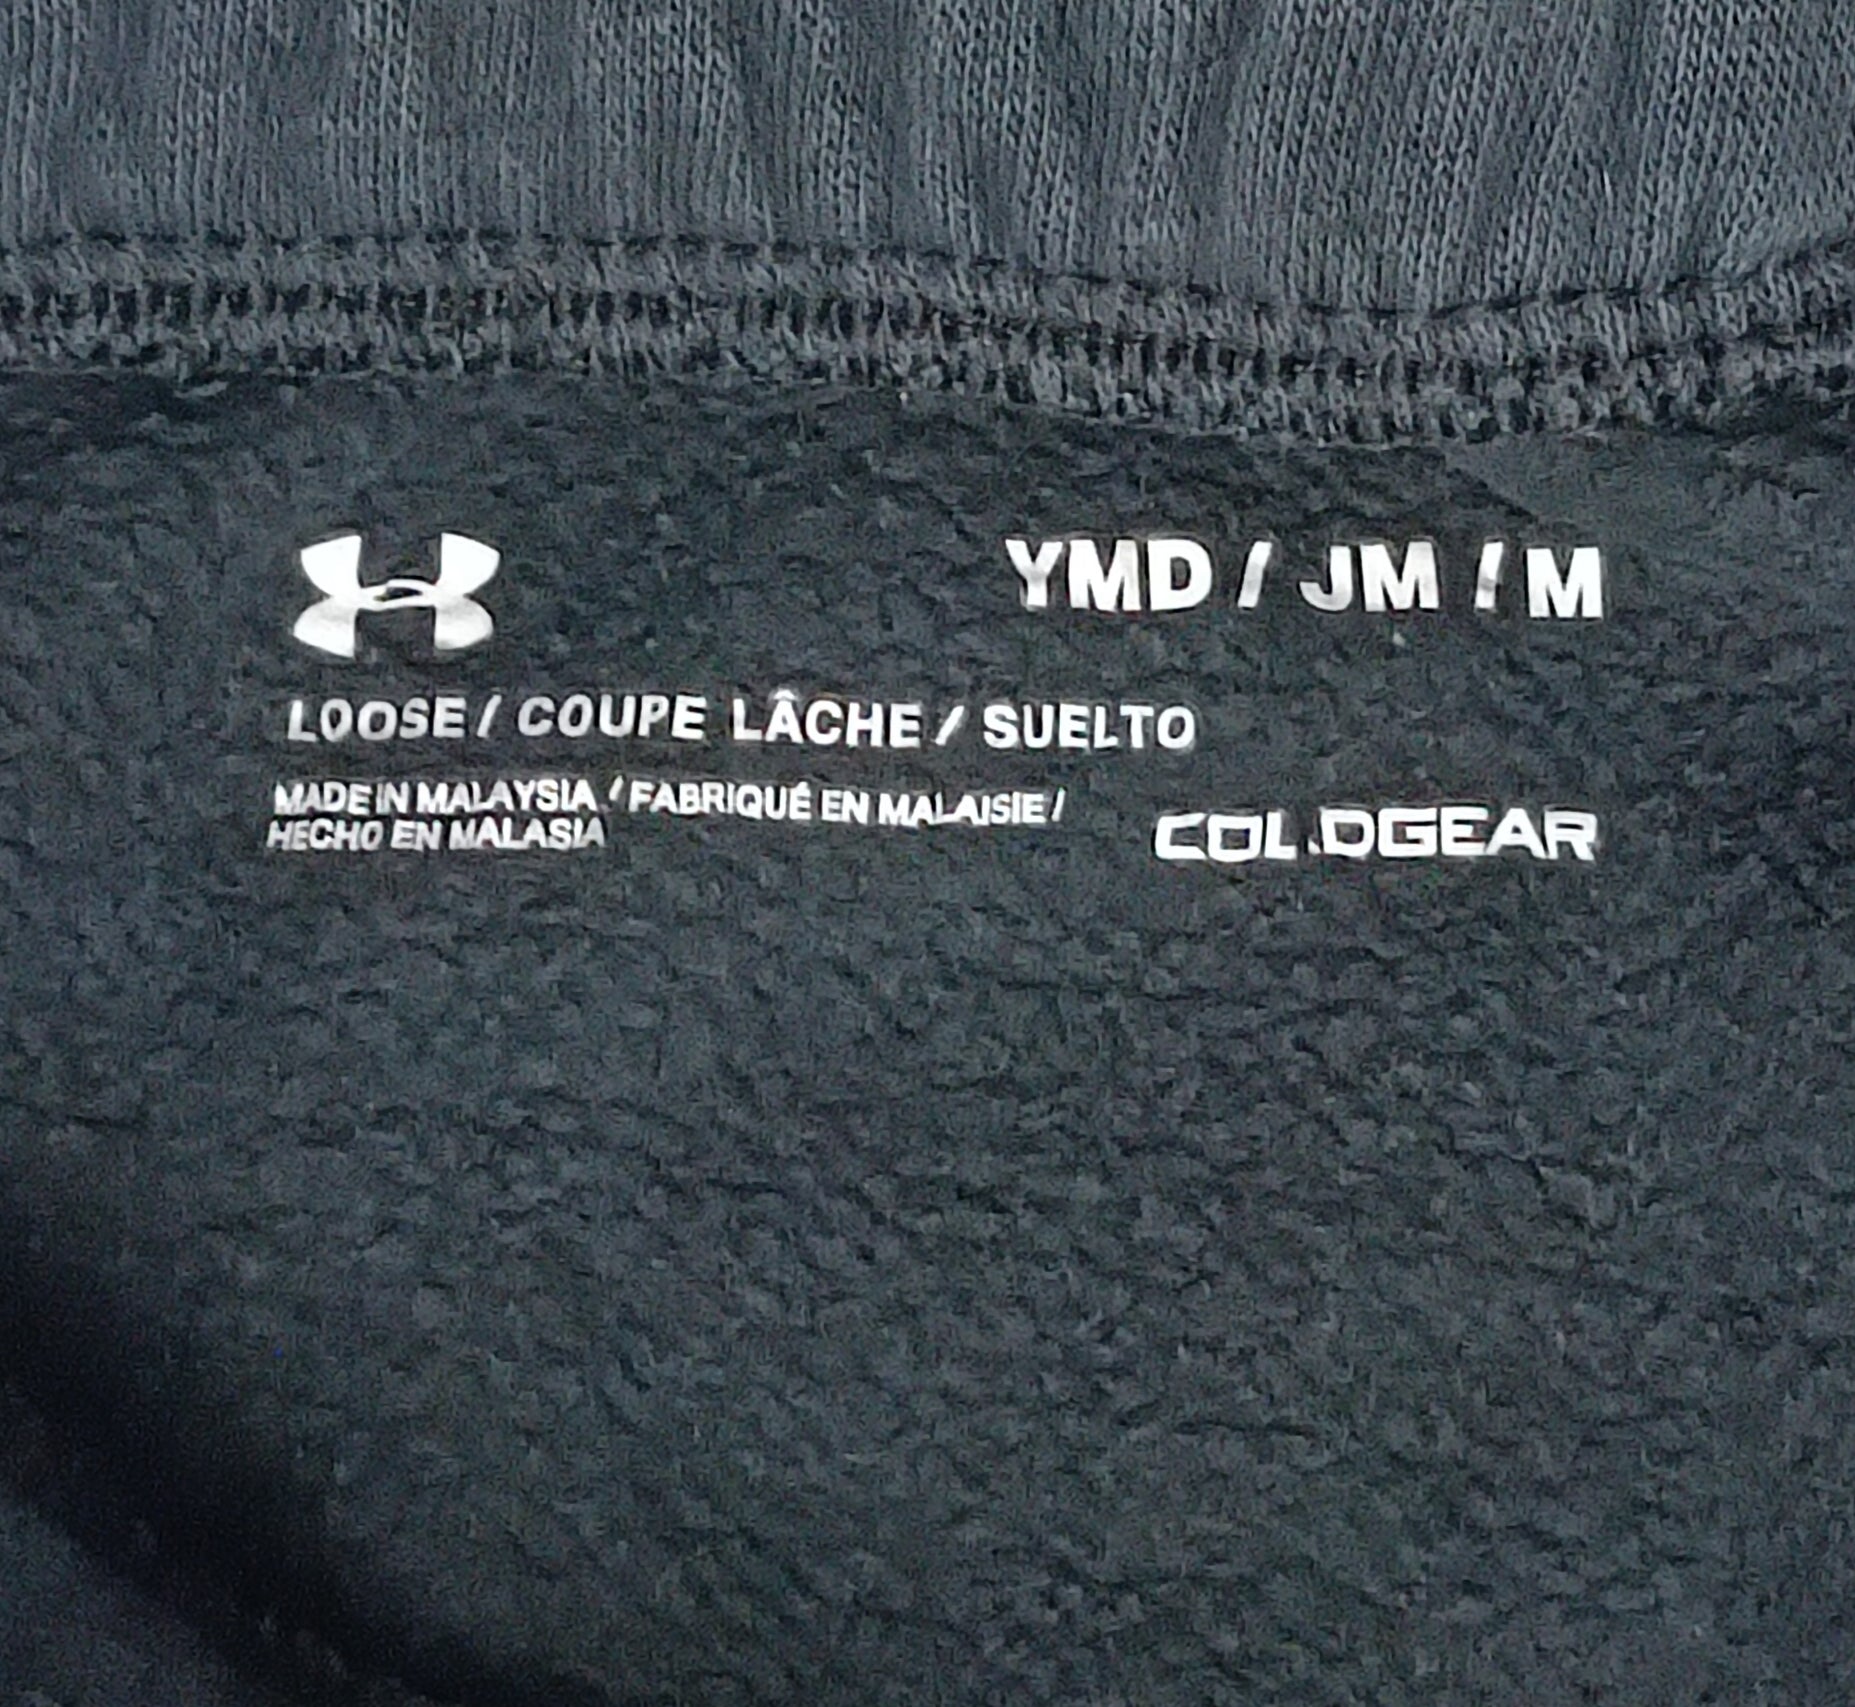 YMD / JM / M
LOOSE / COUPE LÂCHE / SUELTO
MADE IN MALAYSIA / FABRIQUÉ EN MALAISIE /
HECHO EN MALASIA
COLDGEAR